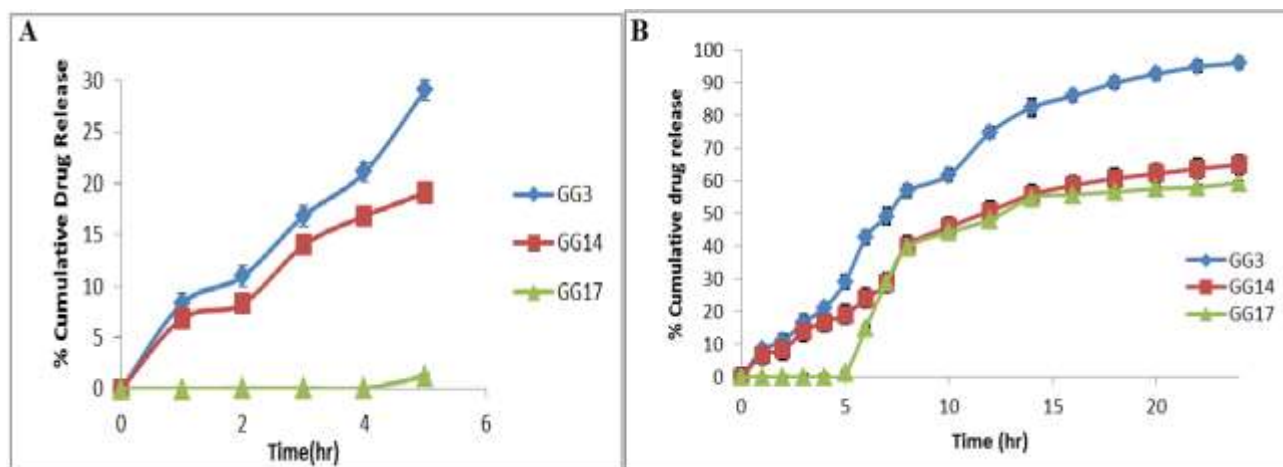 A
% Cumulative Drug Release
30
25
20
15
10
5
0
0
2
4
6
Time(hr)
GG3
GG14
GG17
B
% Cumulative drug release
100
90
80
70
60
50
40
30
20
10
0
0
5
10
15
20
Time (hr)
GG3
GG14
GG17